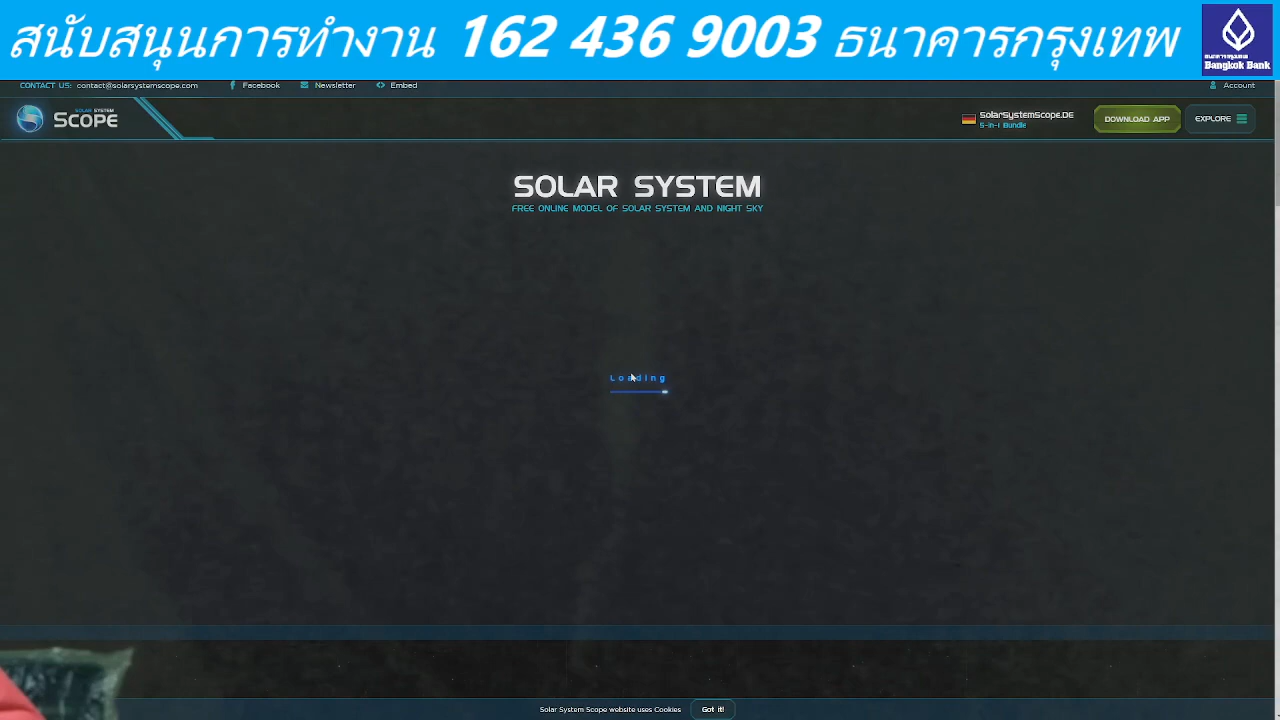 สนับสนุนการทำงาน 162 436 9003 ธนาคารกรุงเทพ
Bangkok Bank
CONTACT US: contact@solarsystemscope.com Facebook Newsletter Embed Account
SOLAR SYSTEM
SCOPE
SolarSystemScope.DE
5-in-1 Bundle
DOWNLOAD APP
EXPLORE
SOLAR SYSTEM
FREE ONLINE MODEL OF SOLAR SYSTEM AND NIGHT SKY
Loading
Solar System Scope website uses Cookies Got it!